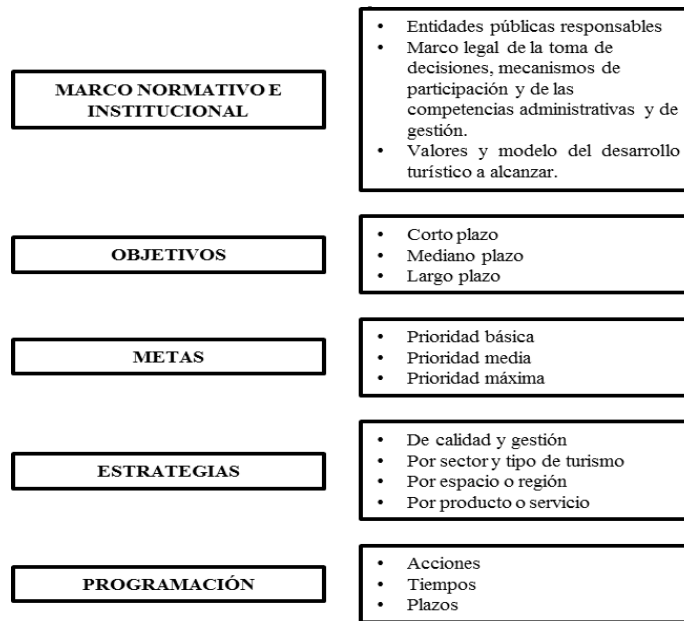 MARCO NORMATIVO E
INSTITUCIONAL
• Entidades públicas responsables
• Marco legal de la toma de
decisiones, mecanismos de
participación y de las
competencias administrativas y de
gestión.
• Valores y modelo del desarrollo
turístico a alcanzar.
OBJETIVOS
• Corto plazo
• Mediano plazo
• Largo plazo
METAS
• Prioridad básica
• Prioridad media
• Prioridad máxima
ESTRATEGIAS
• De calidad y gestión
• Por sector y tipo de turismo
• Por espacio o región
• Por producto o servicio
PROGRAMACIÓN
• Acciones
• Tiempos
• Plazos